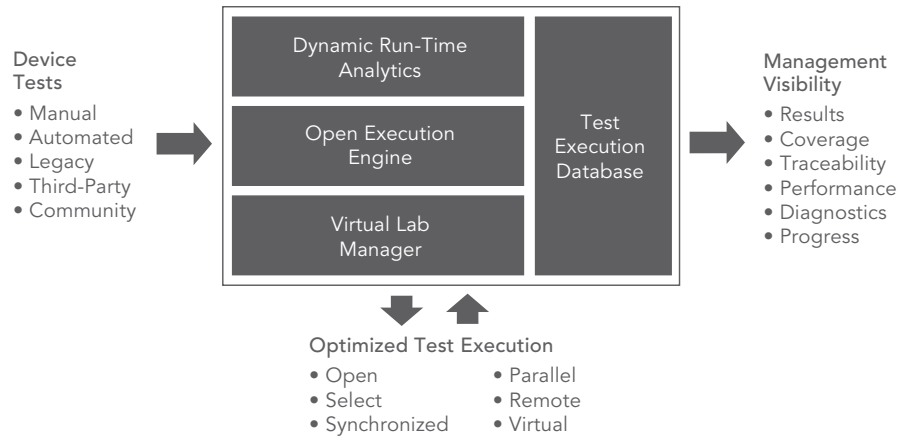 Device
Tests
• Manual
• Automated
• Legacy
• Third-Party
• Community
Dynamic Run-Time
Analytics
Open Execution
Engine
Virtual Lab
Manager
Test
Execution
Database
Management
Visibility
• Results
• Coverage
• Traceability
• Performance
• Diagnostics
• Progress
Optimized Test Execution
• Open
• Select
• Synchronized
• Parallel
• Remote
• Virtual